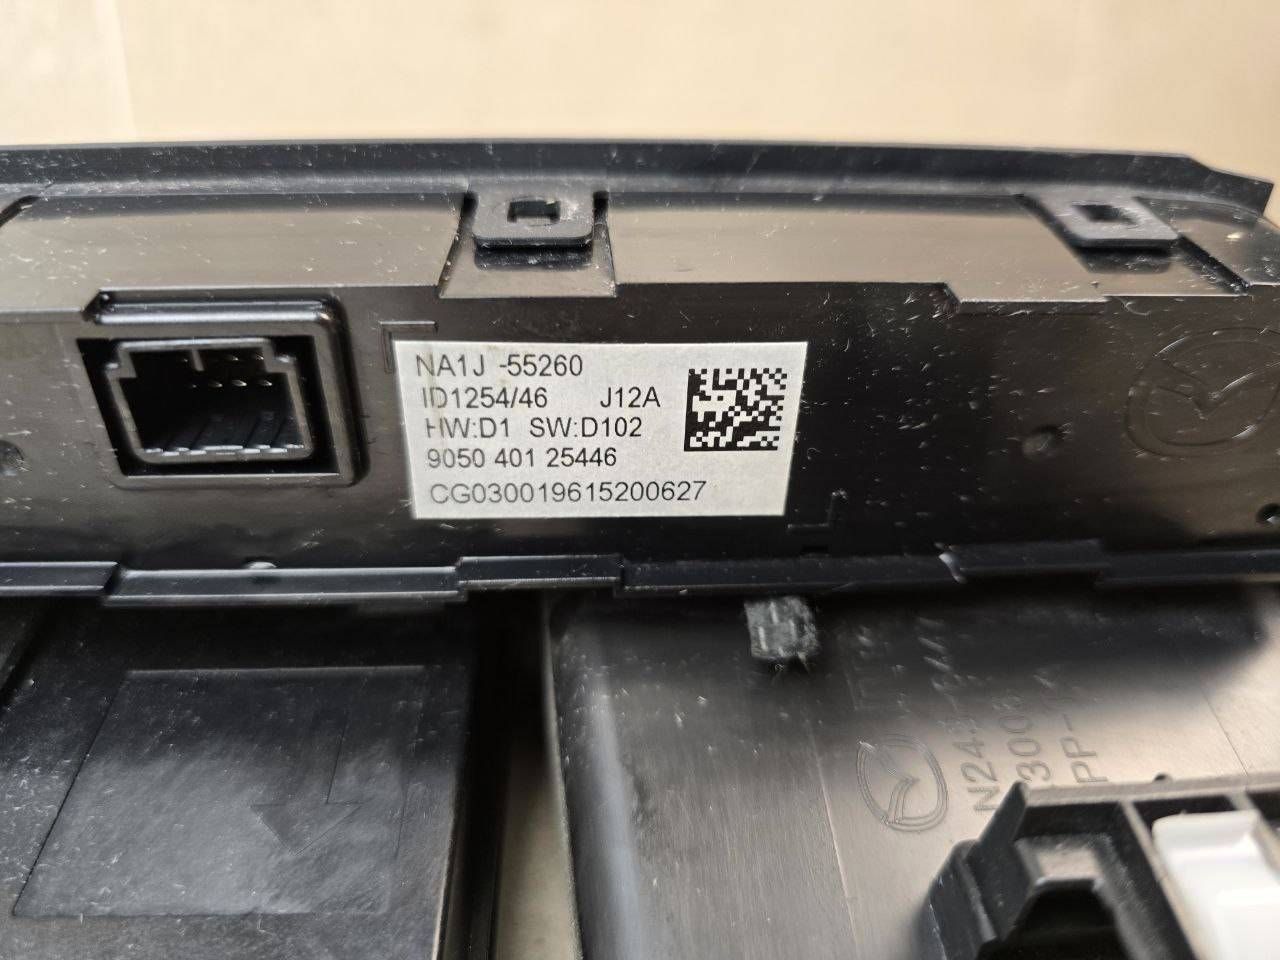 NA1J -55260
ID1254/46 J12A
HW:D1 SW:D102
9050 401 25446
CG030019615200627